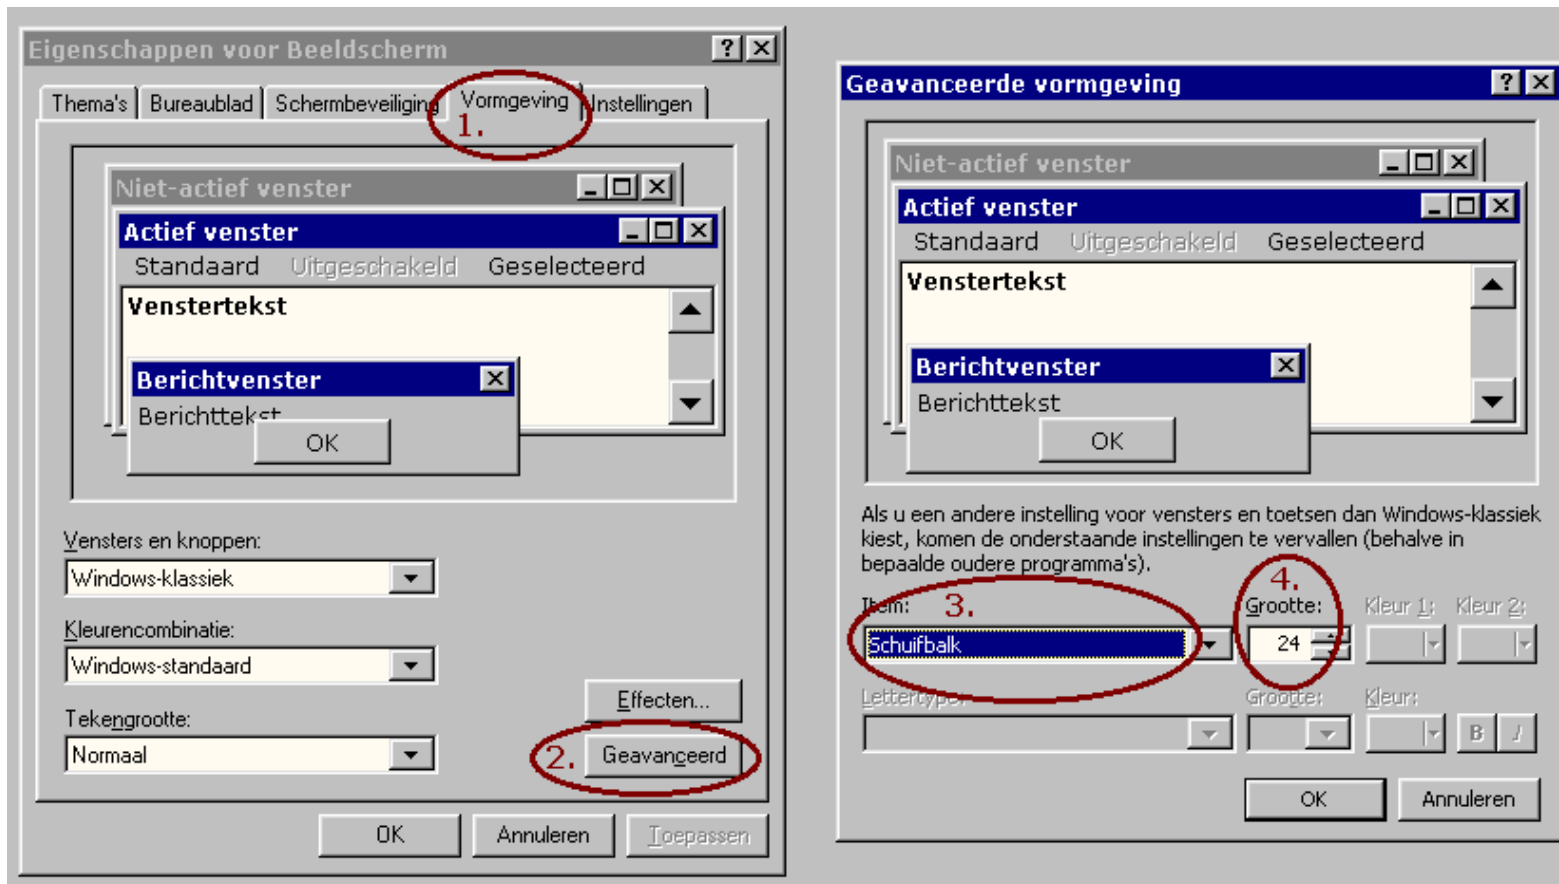 Eigenschappen voor Beeldscherm
Thema's Bureaublad Schermbeveiliging Vormgeving Instellingen
1.
Niet-actief venster
Actief venster
Standaard Uitgeschakeld Geselecteerd
Venstertekst
Berichtvenster
Berichttekst
OK
Vensters en knoppen:
Windows-klassiek
Kleurencombinatie:
Windows-standaard
Effecten...
Tekengrootte:
Normaal
2. Geavanceerd
OK Annuleren Toepassen
Geavanceerde vormgeving
Niet-actief venster
Actief venster
Standaard Uitgeschakeld Geselecteerd
Venstertekst
Berichtvenster
Berichttekst
OK
Als u een andere instelling voor vensters en toetsen dan Windows-klassiek
kiest, komen de onderstaande instellingen te vervallen (behalve in
bepaalde oudere programma's).
3. 4.
Item: Grootte: Kleur 1: Kleur 2:
Schuifbalk 24
Lettertype: Grootte: Kleur:
B I
OK Annuleren